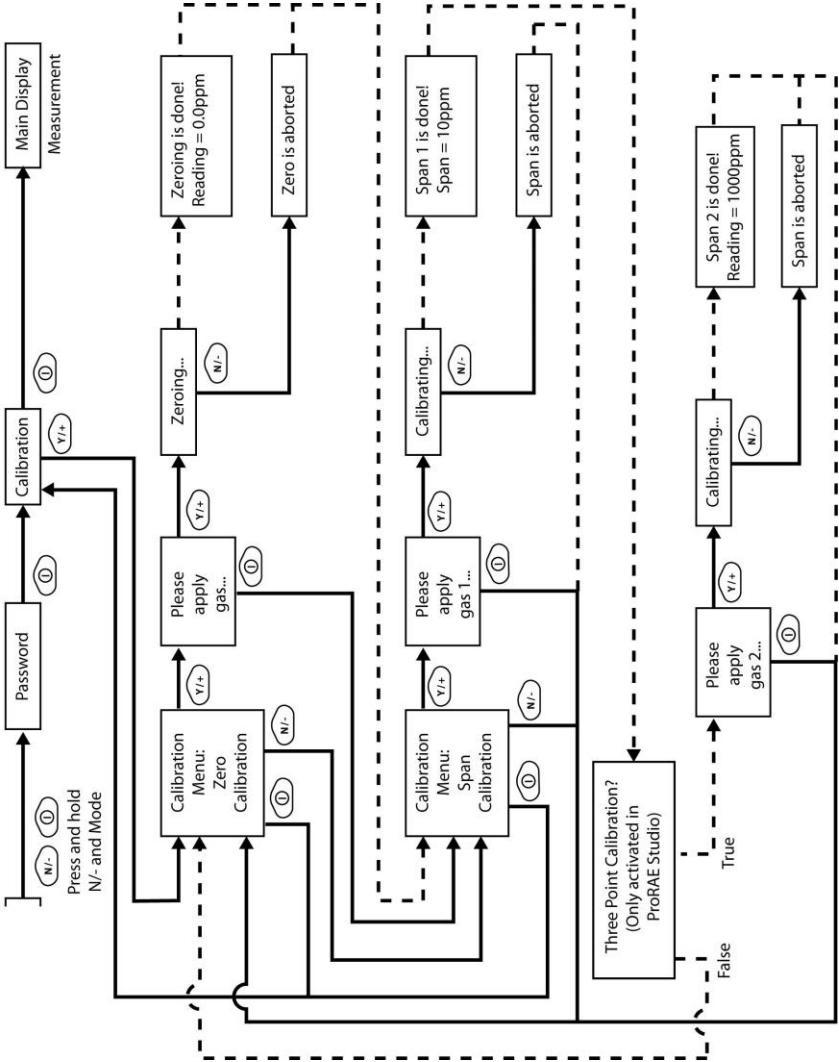 N/-
Press and hold
N/- and Mode
Password
Calibration
Y/+
Main Display
Measurement
Calibration
Menu:
Zero
Calibration
N/-
Y/+
Please
apply
gas...
Y/+
Zeroing...
N/-
Zeroing is done!
Reading = 0.0ppm
Zero is aborted
Calibration
Menu:
Span
Calibration
N/-
Y/+
Please
apply
gas 1...
Y/+
Calibrating...
N/-
Span 1 is done!
Span = 10ppm
Span is aborted
Three Point Calibration?
(Only activated in
ProRAE Studio)
False
True
Please
apply
gas 2...
Y/+
Calibrating...
N/-
Span 2 is done!
Reading = 1000ppm
Span is aborted